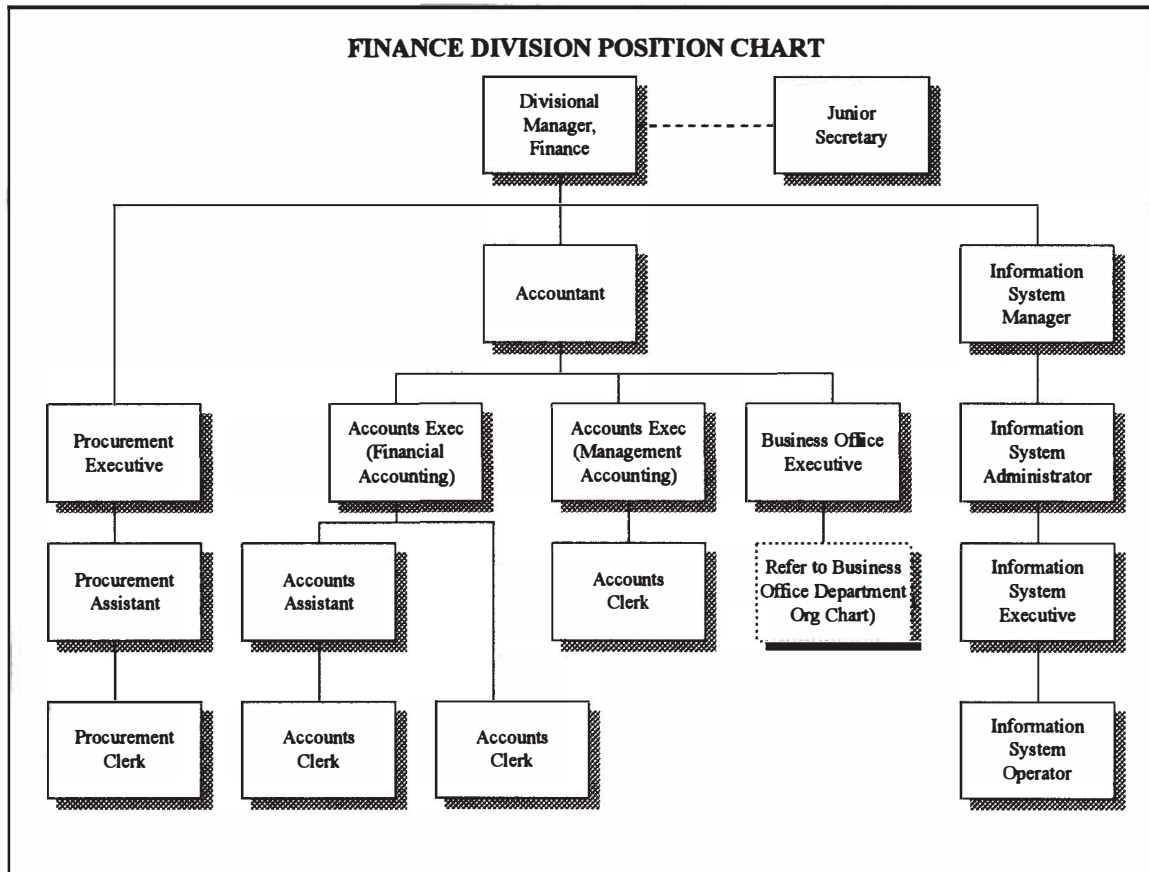 FINANCE DIVISION POSITION CHART
Divisional
Manager,
Finance
Junior
Secretary
Accountant
Information
System
Manager
Procurement
Executive
Accounts Exec
(Financial
Accounting)
Accounts Exec
(Management
Accounting)
Business Office
Executive
Information
System
Administrator
Procurement
Assistant
Accounts
Assistant
Accounts
Clerk
Refer to Business
Office Department
Org Chart)
Information
System
Executive
Procurement
Clerk
Accounts
Clerk
Accounts
Clerk
Information
System
Operator